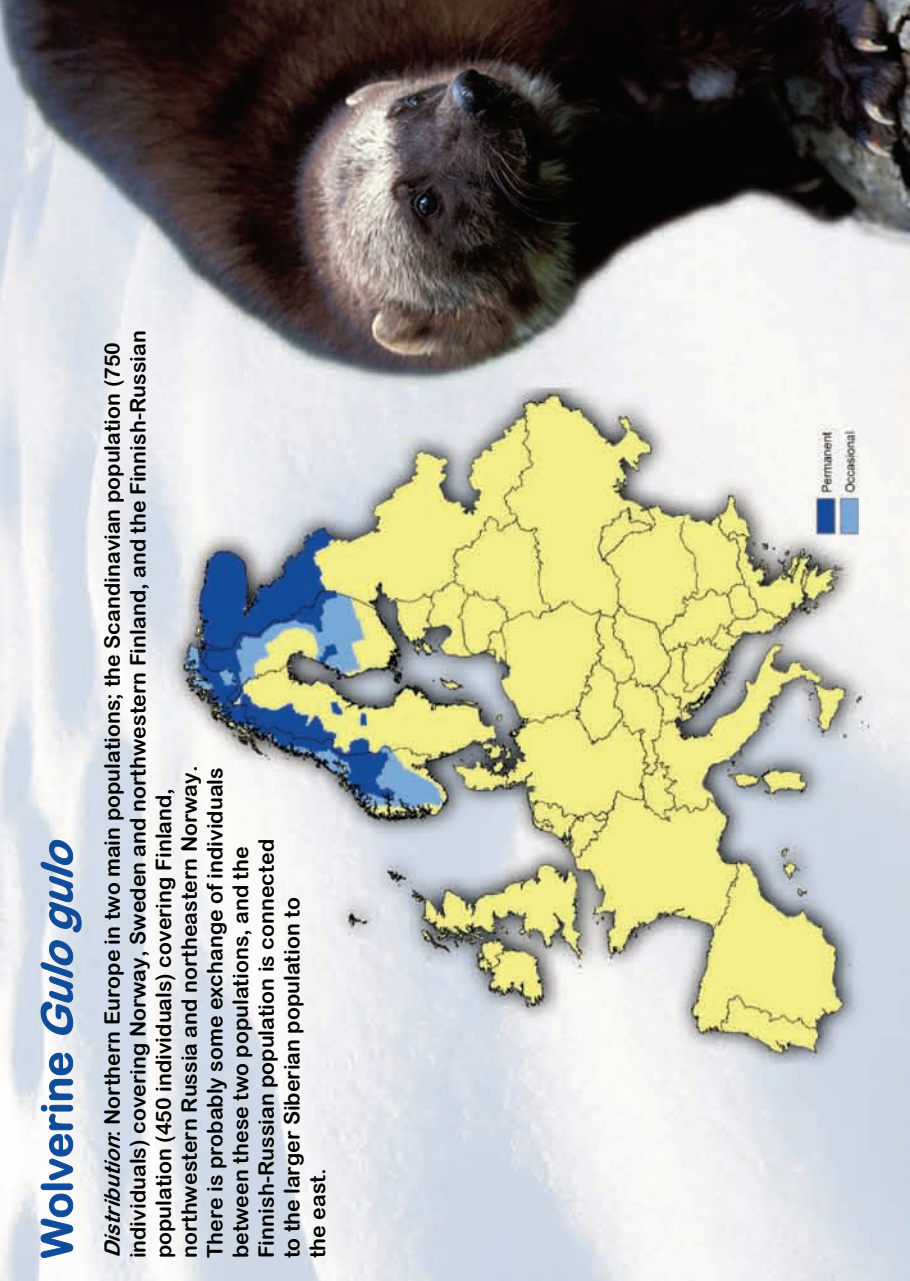 Wolverine Gulo gulo
Distribution: Northern Europe in two main populations; the Scandinavian population (750
individuals) covering Norway, Sweden and northwestern Finland, and the Finnish-Russian
population (450 individuals) covering Finland,
northwestern Russia and northeastern Norway.
There is probably some exchange of individuals
between these two populations, and the
Finnish-Russian population is connected
to the larger Siberian population to
the east.
Permanent
Occasional